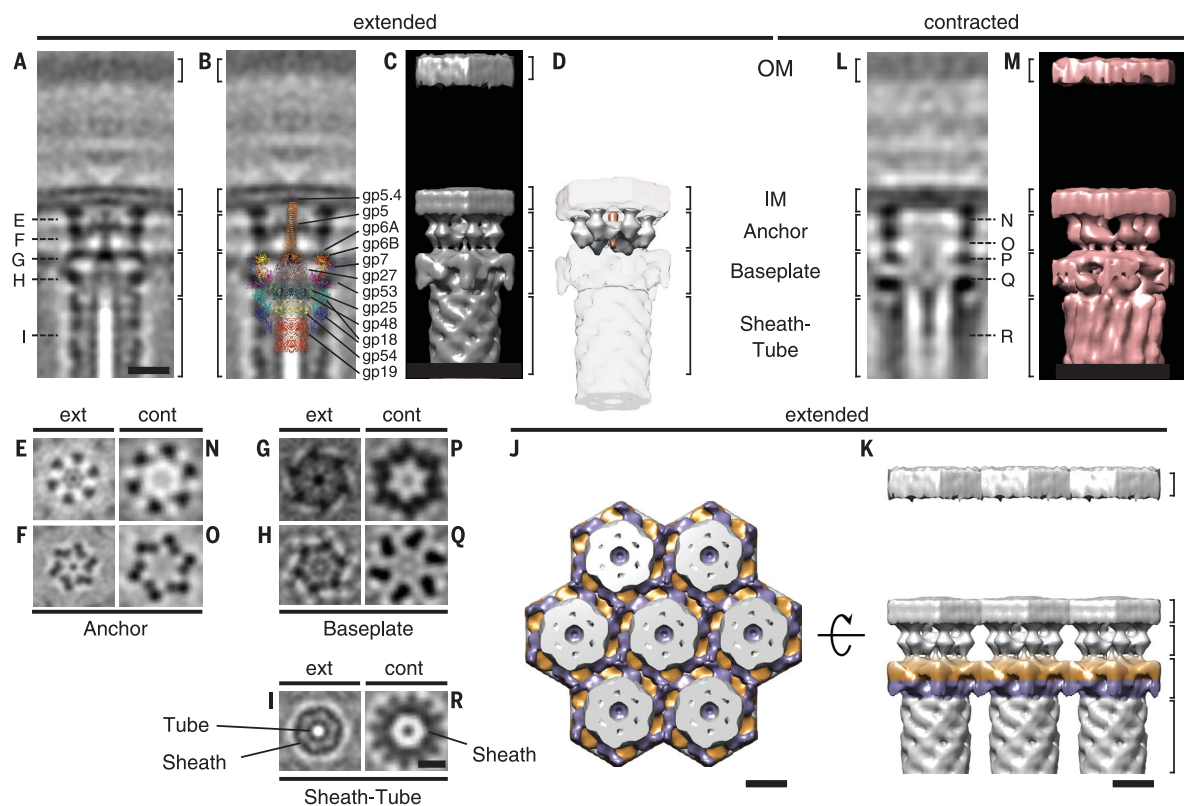 extended
contracted
A
B
C
D
OM
L
M
gp5.4
IM
E
gp5
N
gp6A
Anchor
F
O
gp6B
G
gp7
P
gp27
Baseplate
H
Q
gp53
gp25
gp48
Sheath-
I
gp18
Tube
R
gp54
gp19
ext cont
ext cont
extended
E
N
G
P
J
K
F
O
H
Q
Anchor
Baseplate
ext cont
I
R
Tube
Sheath
Sheath
Sheath-Tube